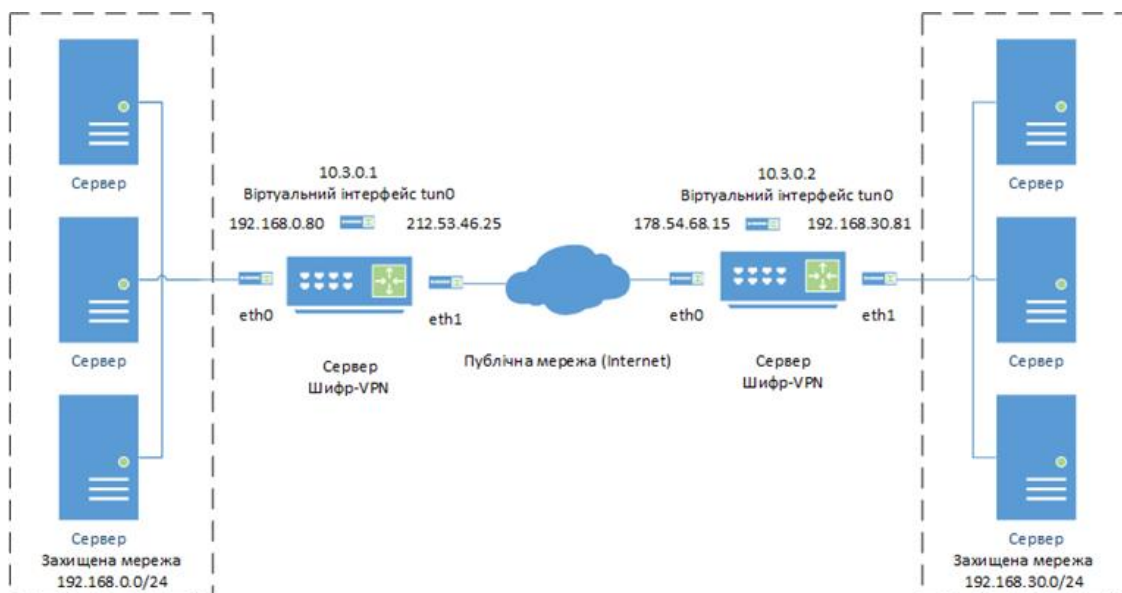 Сервер
Сервер
Сервер
Захищена мережа
192.168.0.0/24
10.3.0.1
Віртуальний інтерфейс tun0
192.168.0.80
212.53.46.25
eth0
eth1
Сервер
Шифр-VPN
Публічна мережа (Internet)
10.3.0.2
Віртуальний інтерфейс tun0
178.54.68.15
192.168.30.81
eth0
eth1
Сервер
Шифр-VPN
Сервер
Сервер
Сервер
Захищена мережа
192.168.30.0/24